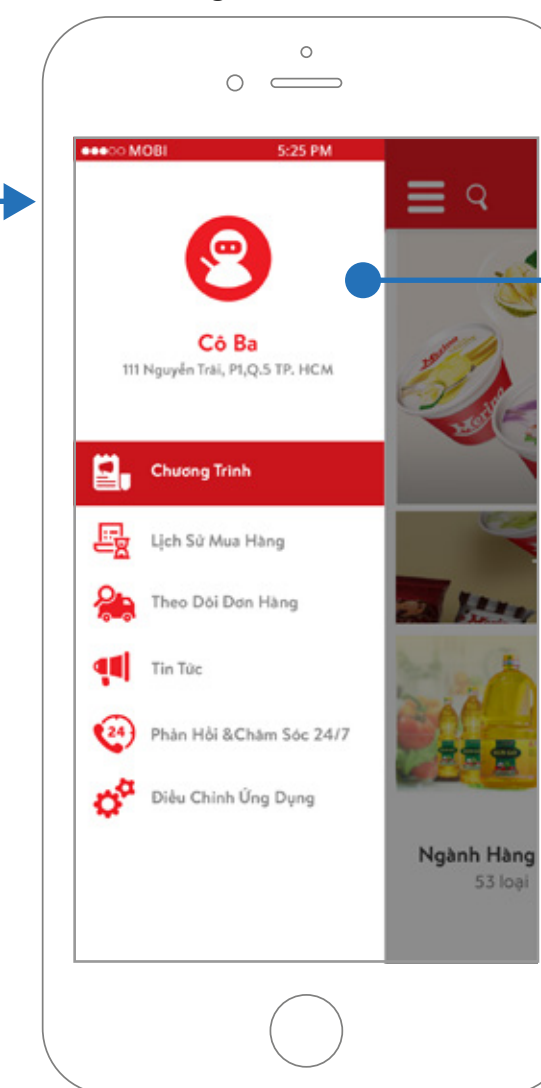 MOBI 5:25 PM
Cô Ba
111 Nguyễn Trãi, P1,Q.5 TP. HCM
Chương Trình
Lịch Sử Mua Hàng
Theo Dõi Đơn Hàng
Tin Tức
24
Phản Hồi &Chăm Sóc 24/7
Điều Chỉnh Ứng Dụng
Merino
Merino
Ngành Hàng
53 loại